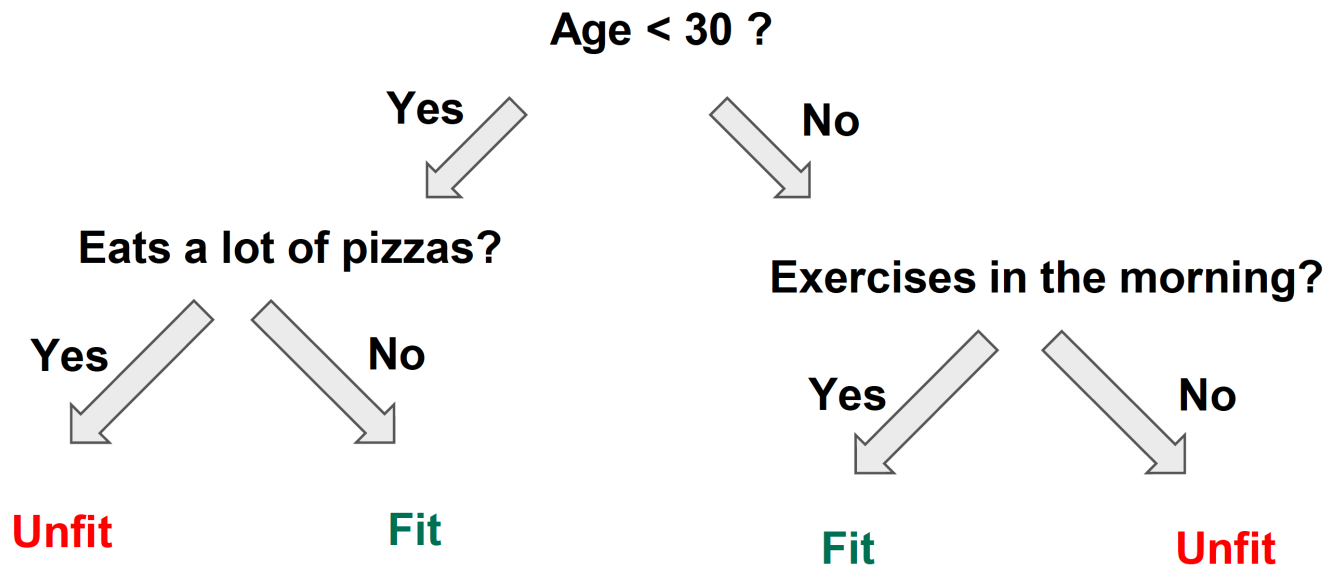 Age < 30 ?
Yes
No
Eats a lot of pizzas?
Exercises in the morning?
Yes
No
Yes
No
Unfit
Fit
Fit
Unfit